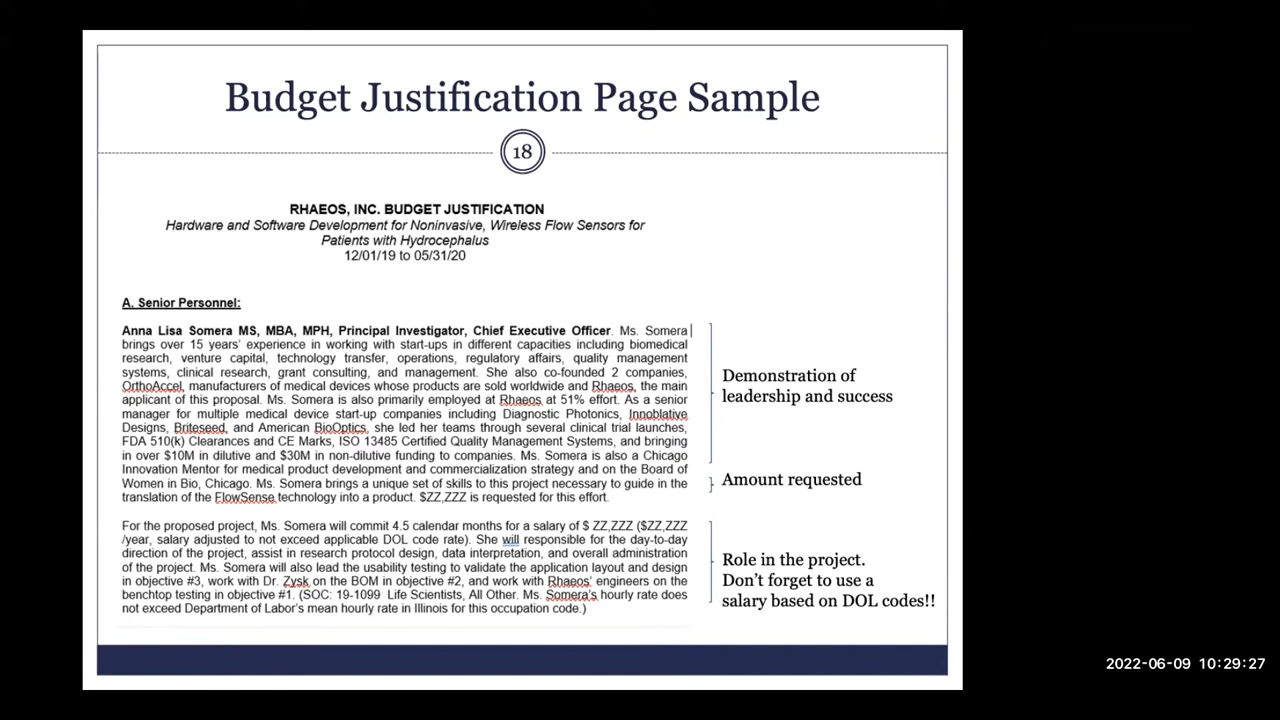 Budget Justification Page Sample
18
RHAEOS, INC. BUDGET JUSTIFICATION
Hardware and Software Development for Noninvasive, Wireless Flow Sensors for
Patients with Hydrocephalus
12/01/19 to 05/31/20
A. Senior Personnel:
Anna Lisa Somera MS, MBA, MPH, Principal Investigator, Chief Executive Officer. Ms. Somera
brings over 15 years' experience in working with start-ups in different capacities including biomedical
research, venture capital, technology transfer, operations, regulatory affairs, quality management
systems, clinical research, grant consulting, and management. She also co-founded 2 companies,
OrthoAccel, manufacturers of medical devices whose products are sold worldwide and Rhaeos, the main
applicant of this proposal. Ms. Somera is also primarily employed at Rhaeos at 51% effort. As a senior
manager for multiple medical device start-up companies including Diagnostic Photonics, Innoblative
Designs, Briteseed, and American BioOptics, she led her teams through several clinical trial launches,
FDA 510(k) Clearances and CE Marks, ISO 13485 Certified Quality Management Systems, and bringing
in over $10M in dilutive and $30M in non-dilutive funding to companies. Ms. Somera is also a Chicago
Innovation Mentor for medical product development and commercialization strategy and on the Board of
Women in Bio, Chicago. Ms. Somera brings a unique set of skills to this project necessary to guide in the
translation of the FlowSense technology into a product. $ZZ,ZZZ is requested for this effort.
For the proposed project, Ms. Somera will commit 4.5 calendar months for a salary of $ ZZ,ZZZ ($ZZ,ZZZ
/year, salary adjusted to not exceed applicable DOL code rate). She will responsible for the day-to-day
direction of the project, assist in research protocol design, data interpretation, and overall administration
of the project. Ms. Somera will also lead the usability testing to validate the application layout and design
in objective #3, work with Dr. Zysk on the BOM in objective #2, and work with Rhaeos' engineers on the
benchtop testing in objective #1. (SOC: 19-1099 Life Scientists, All Other. Ms. Somera's hourly rate does
not exceed Department of Labor's mean hourly rate in Illinois for this occupation code.)
Demonstration of
leadership and success
Amount requested
Role in the project.
Don't forget to use a
salary based on DOL codes!!
2022-06-09 10:29:27